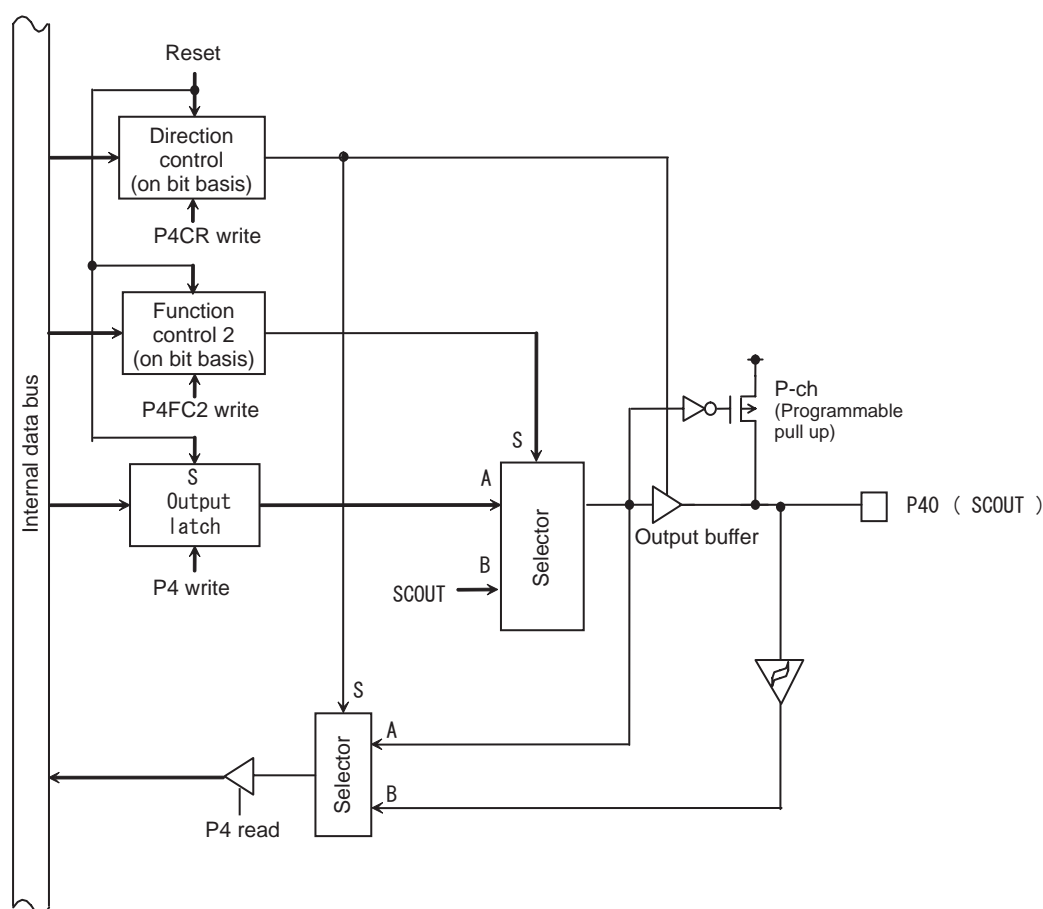 Reset
Direction
control
(on bit basis)
P4CR write
Function
control 2
(on bit basis)
P4FC2 write
Internal data bus
S
Output
latch
P4 write
A
S
B
SCOUT
Selector
P-ch
(Programmable
pull up)
Output buffer
P40 ( SCOUT )
S
A
B
Selector
P4 read